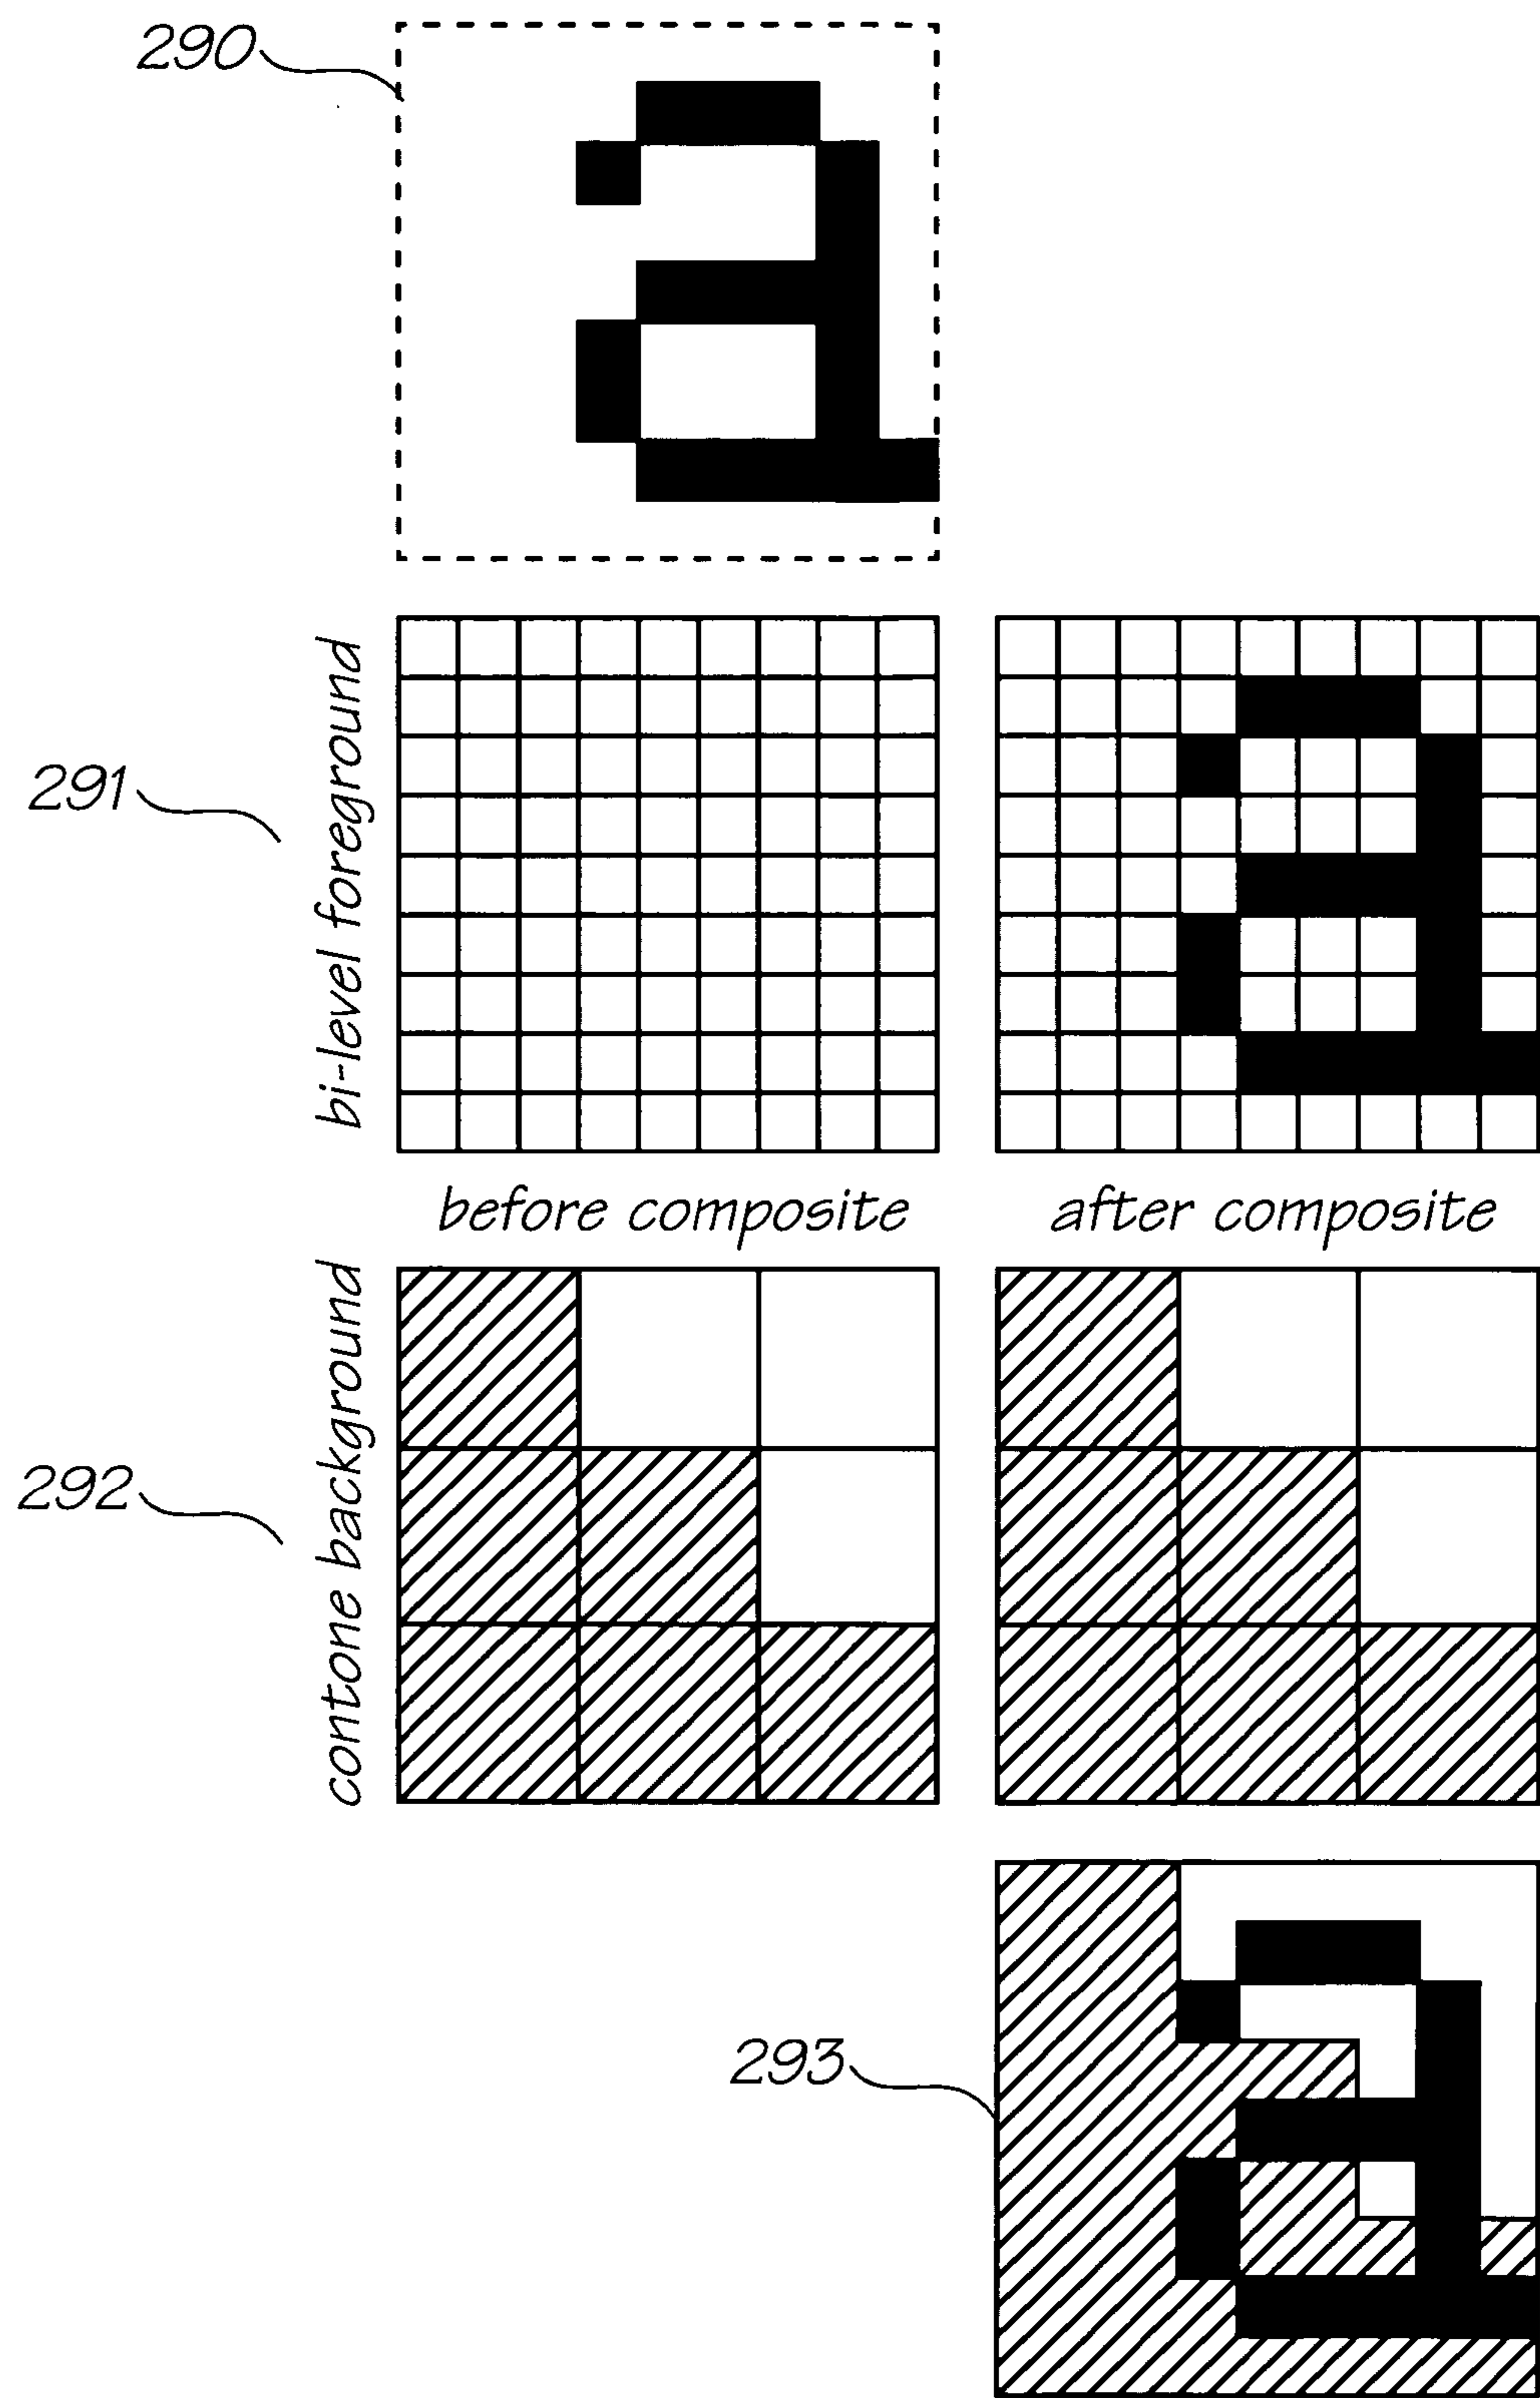 290
a
bi-level foreground
291
a
before composite
after composite
contone background
292
293
a